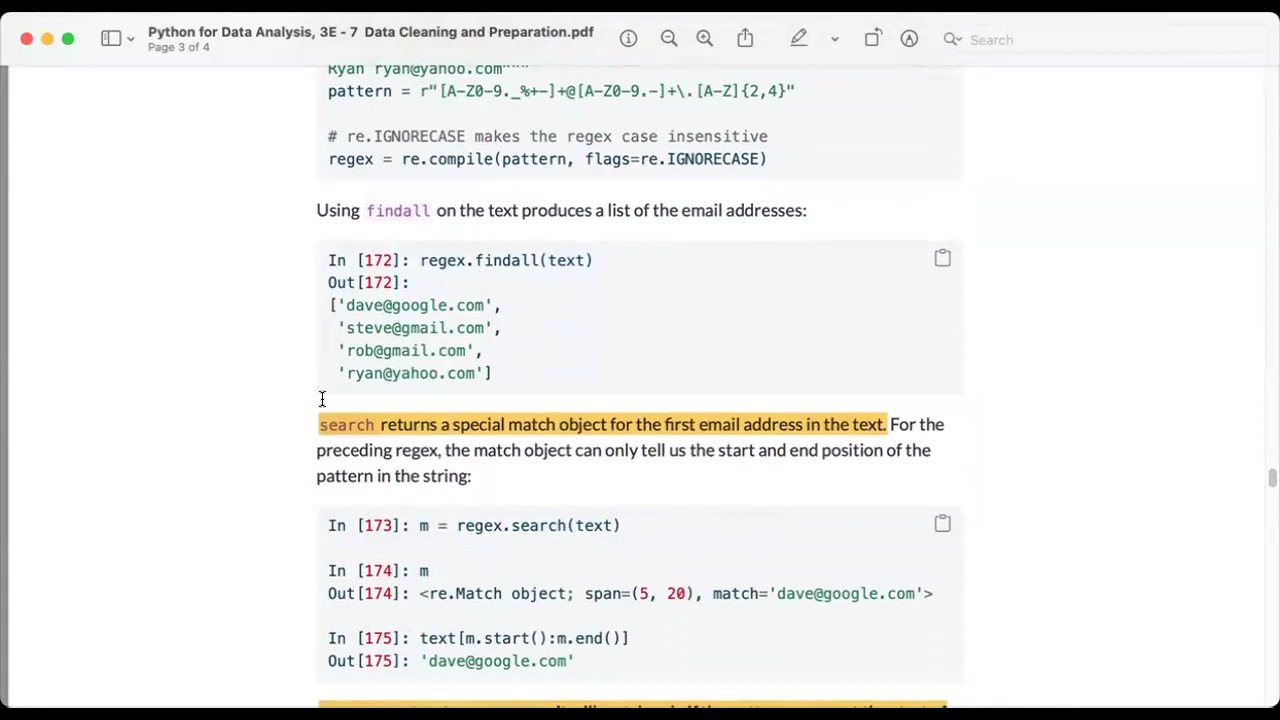 Python for Data Analysis, 3E - 7 Data Cleaning and Preparation.pdf
Page 3 of 4
Search
Ryan ryan@yahoo.com"""
pattern = r"[A-Z0-9._%+-]+@[A-Z0-9.-]+\.[A-Z]{2,4}"
# re.IGNORECASE makes the regex case insensitive
regex = re.compile(pattern, flags=re.IGNORECASE)
Using findall on the text produces a list of the email addresses:
In [172]: regex.findall(text)
Out[172]:
['dave@google.com',
'steve@gmail.com',
'rob@gmail.com',
'ryan@yahoo.com']
search returns a special match object for the first email address in the text. For the
preceding regex, the match object can only tell us the start and end position of the
pattern in the string:
In [173]: m = regex.search(text)
In [174]: m
Out[174]: <re.Match object; span=(5, 20), match='dave@google.com'>
In [175]: text[m.start():m.end()]
Out[175]: 'dave@google.com'